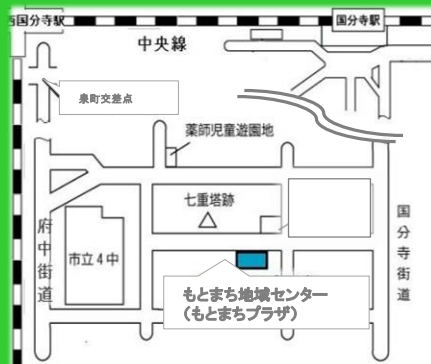 西国分寺駅
国分寺駅
中央線
泉町交差点
薬師児童遊園地
七重塔跡
府中街道
市立4中
国分寺街道
もとまち地域センター
（もとまちプラザ）